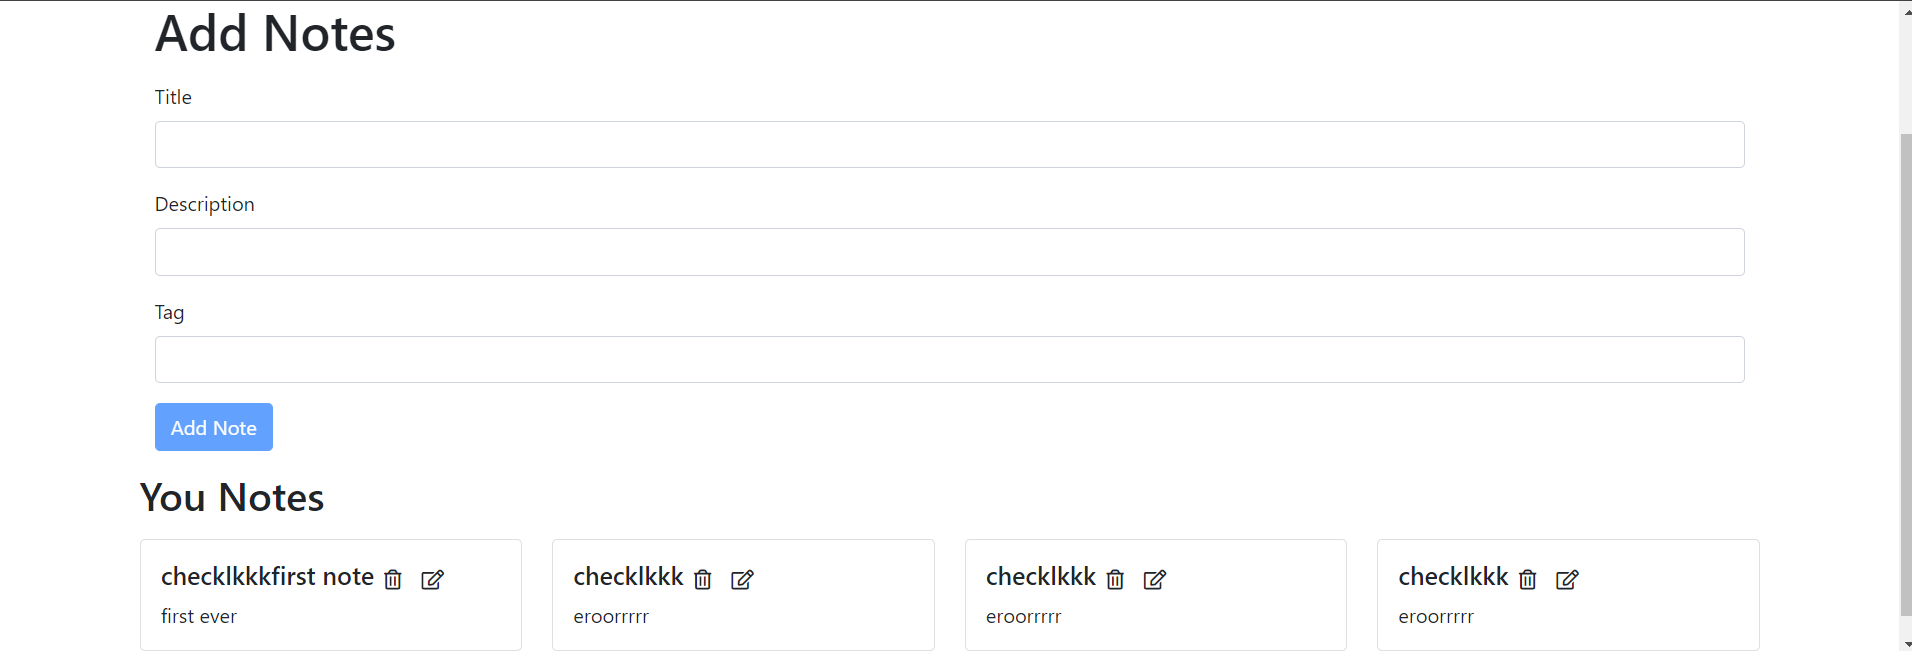 Add Notes
Title
Description
Tag
Add Note
You Notes
checklkkkfirst note
first ever
checklkkk
eroorrrrr
checklkkk
eroorrrrr
checklkkk
eroorrrrr